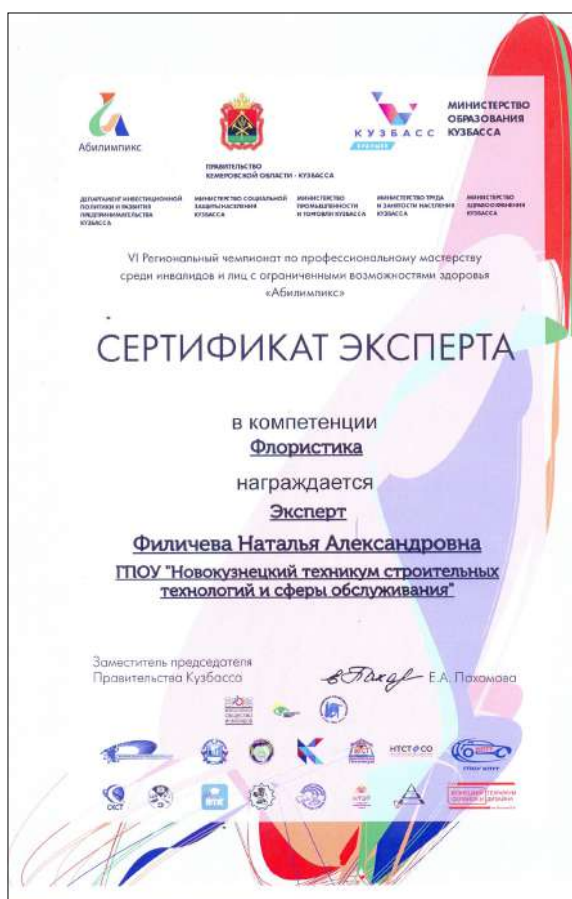 Абилимпикс
КУЗБАСС
МИНИСТЕРСТВО
ОБРАЗОВАНИЯ
КУЗБАССА
ПРАВИТЕЛЬСТВО
КЕМЕРОВСКОЙ ОБЛАСТИ - КУЗБАССА
ДЕПАРТАМЕНТ ИНВЕСТИЦИОННОЙ
ПОЛИТИКИ И РАЗВИТИЯ
ПРЕДПРИНИМАТЕЛЬСТВА
КУЗБАССА
МИНИСТЕРСТВО СОЦИАЛЬНОЙ
ЗАЩИТЫ НАСЕЛЕНИЯ
КУЗБАССА
МИНИСТЕРСТВО
ПРОМЫШЛЕННОСТИ
И ТОРГОВЛИ КУЗБАССА
МИНИСТЕРСТВО ТРУДА
И ЗАНЯТОСТИ НАСЕЛЕНИЯ
КУЗБАССА
МИНИСТЕРСТВО
ЗДРАВООХРАНЕНИЯ
КУЗБАССА
VI Региональный чемпионат по профессиональному мастерству
среди инвалидов и лиц с ограниченными возможностями здоровья
«Абилимпикс»
СЕРТИФИКАТ ЭКСПЕРТА
в компетенции
Флористика
награждается
Эксперт
Филичева Наталья Александровна
ГПОУ "Новокузнецкий техникум строительных
технологий и сферы обслуживания"
Заместитель председателя
Правительства Кузбасса
Е.А. Пахомова
НТСТ СО